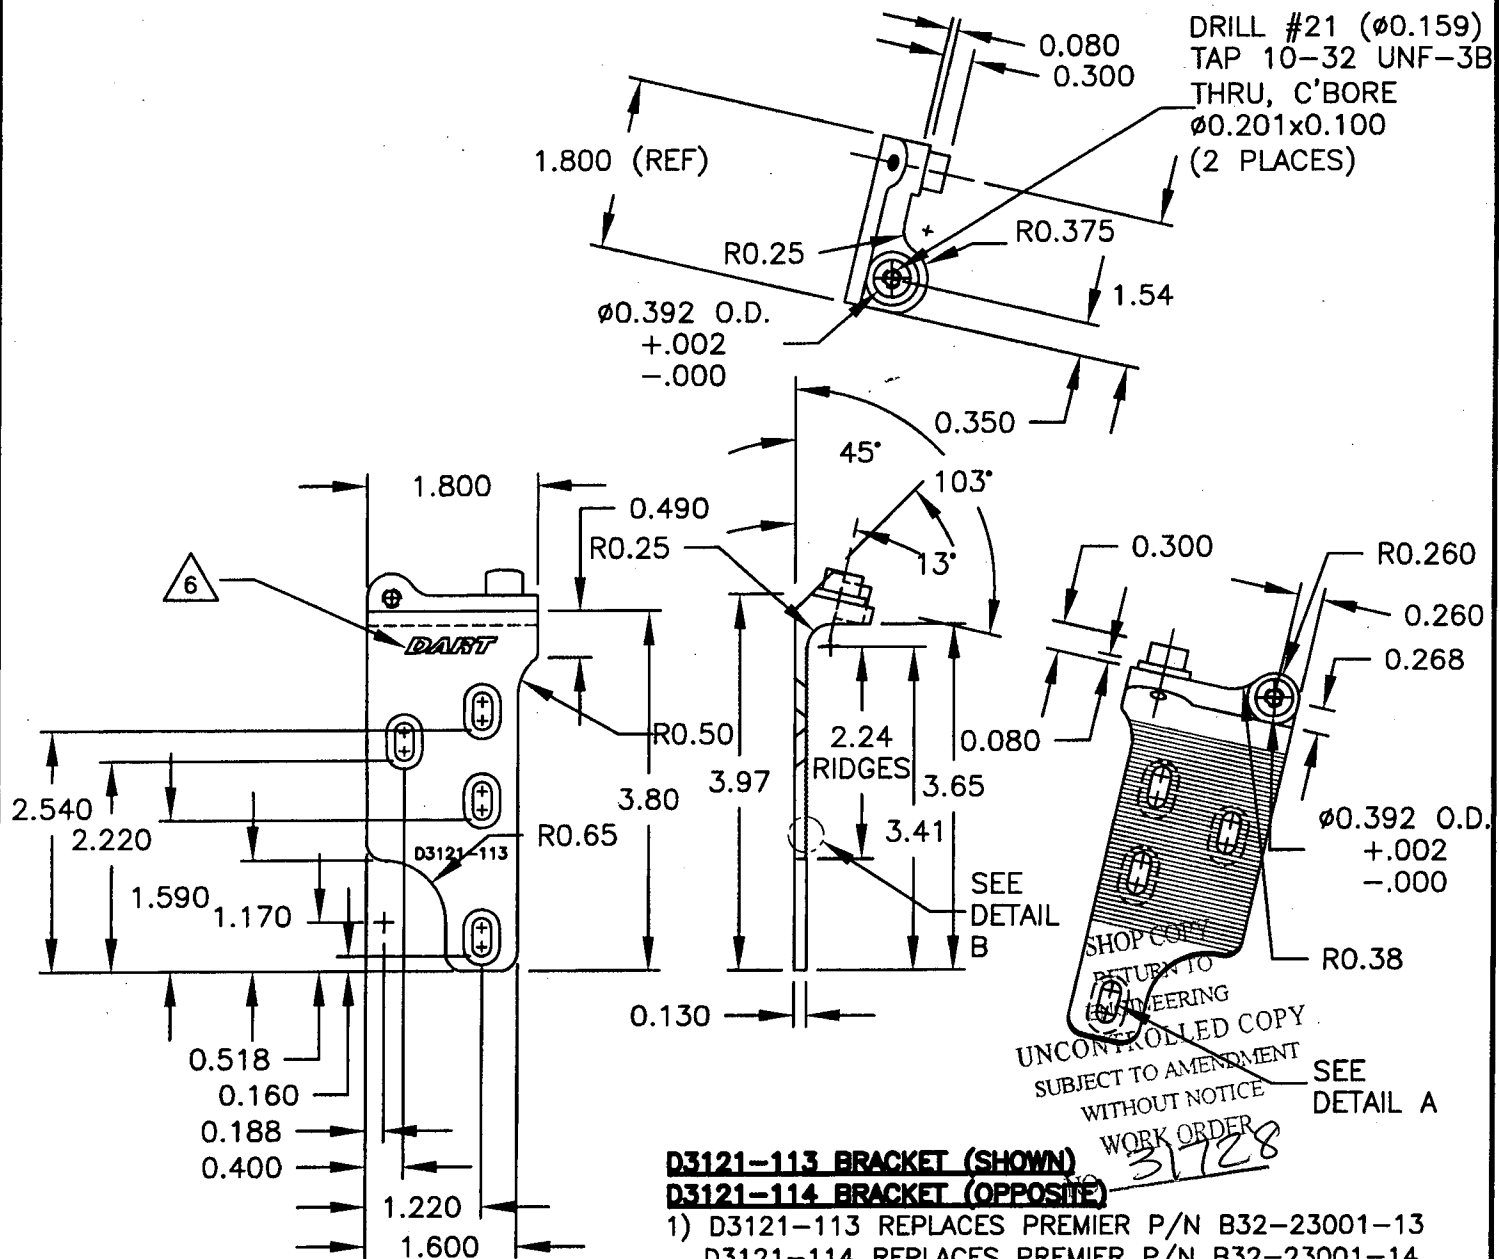 DRILL #21 (ø0.159)
TAP 10-32 UNF-3B
THRU, C'BORE
ø0.201x0.100
(2 PLACES)
0.080
0.300
1.800 (REF)
R0.25
R0.375
1.54
ø0.392 O.D.
+.002
-.000
0.350
45°
103°
13°
1.800
0.490
R0.25
6
DART
R0.50
2.540
2.220
1.590
1.170
D3121-113
R0.65
3.80
3.97
2.24
RIDGES
3.65
3.41
SEE
DETAIL
B
0.130
0.518
0.160
0.188
0.400
1.220
1.600
0.300
R0.260
0.260
0.268
0.080
ø0.392 O.D.
+.002
-.000
R0.38
SEE
DETAIL A
SHOP COPY
RETURN TO
ENGINEERING
UNCONTROLLED COPY
SUBJECT TO AMENDMENT
WITHOUT NOTICE
WORK ORDER
NO 31728
D3121-113 BRACKET (SHOWN)
D3121-114 BRACKET (OPPOSITE)
1) D3121-113 REPLACES PREMIER P/N B32-23001-13
D3121-114 REPLACES PREMIER P/N B32-23001-14